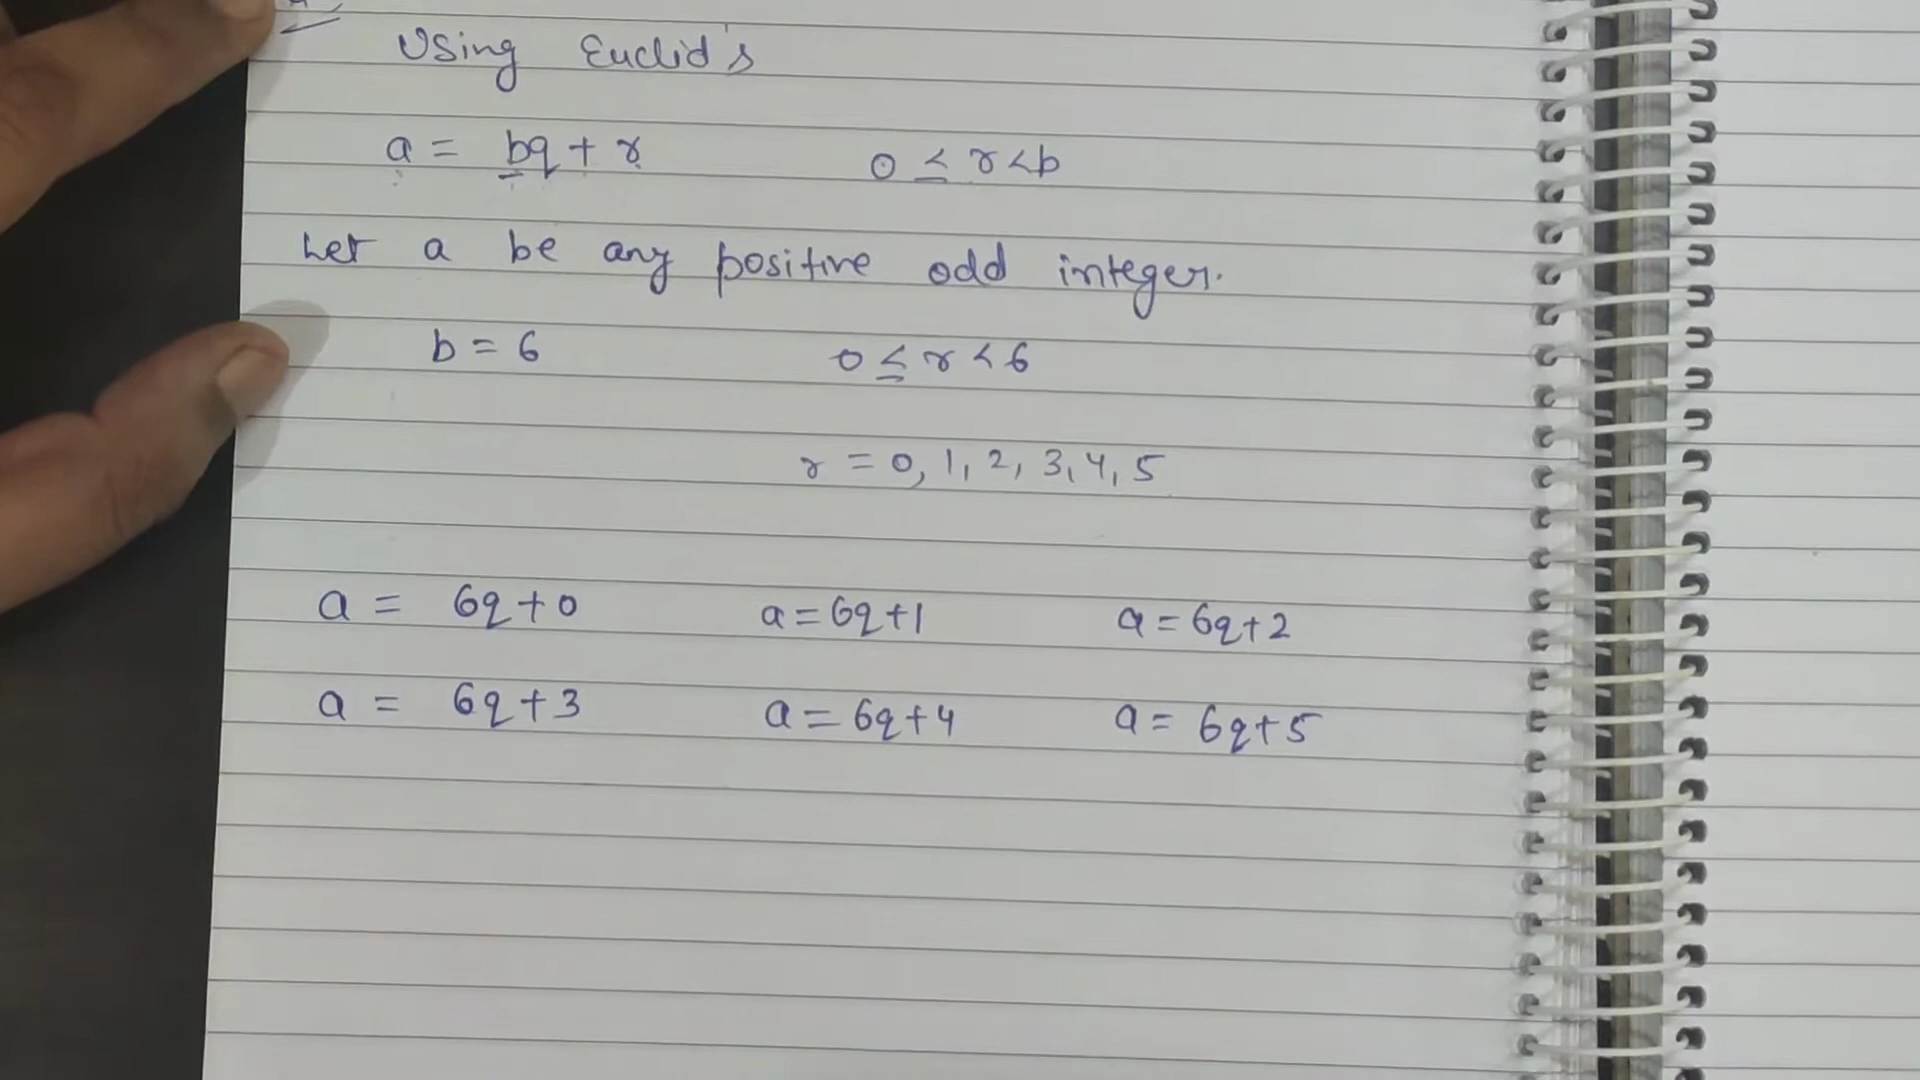 Using Euclid's
a = bq + r 0 ≤ r < b
Let a be any positive odd integer.
b = 6 0 ≤ r < 6
r = 0, 1, 2, 3, 4, 5
a = 6q + 0 a = 6q + 1 a = 6q + 2
a = 6q + 3 a = 6q + 4 a = 6q + 5